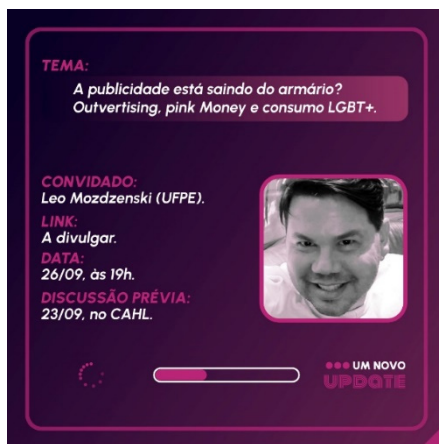 TEMA:
A publicidade está saindo do armário?
Outvertising, pink Money e consumo LGBT+.
CONVIDADO:
Leo Mozdzenski (UFPE).
LINK:
A divulgar.
DATA:
26/09, às 19h.
DISCUSSÃO PRÉVIA:
23/09, no CAHL.
UM NOVO
UPDATE